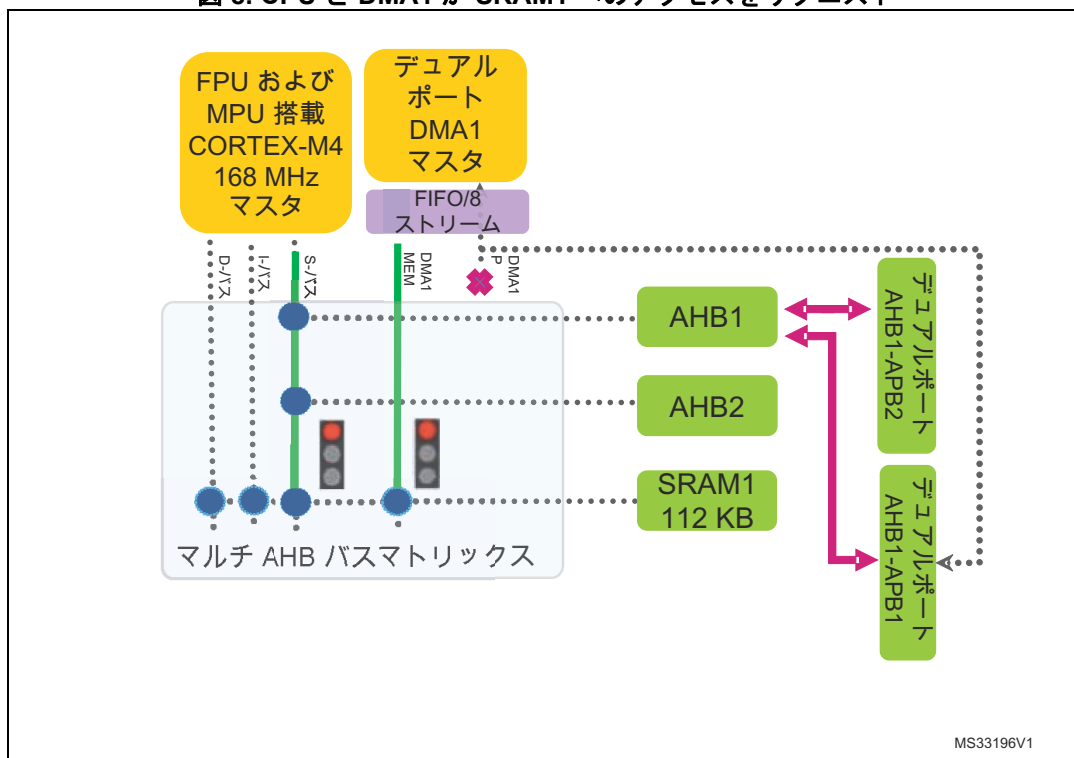 FPU および
MPU 搭載
CORTEX-M4
168 MHz
マスタ
デュアル
ポート
DMA1
マスタ
FIFO/8
ストリーム
D-バス
I-バス
S-バス
DMA1
MEM
DMA1
P
AHB1
AHB2
SRAM1
112 KB
デュアルポート
AHB1-APB2
デュアルポート
AHB1-APB1
マルチ AHB バスマトリックス
MS33196V1